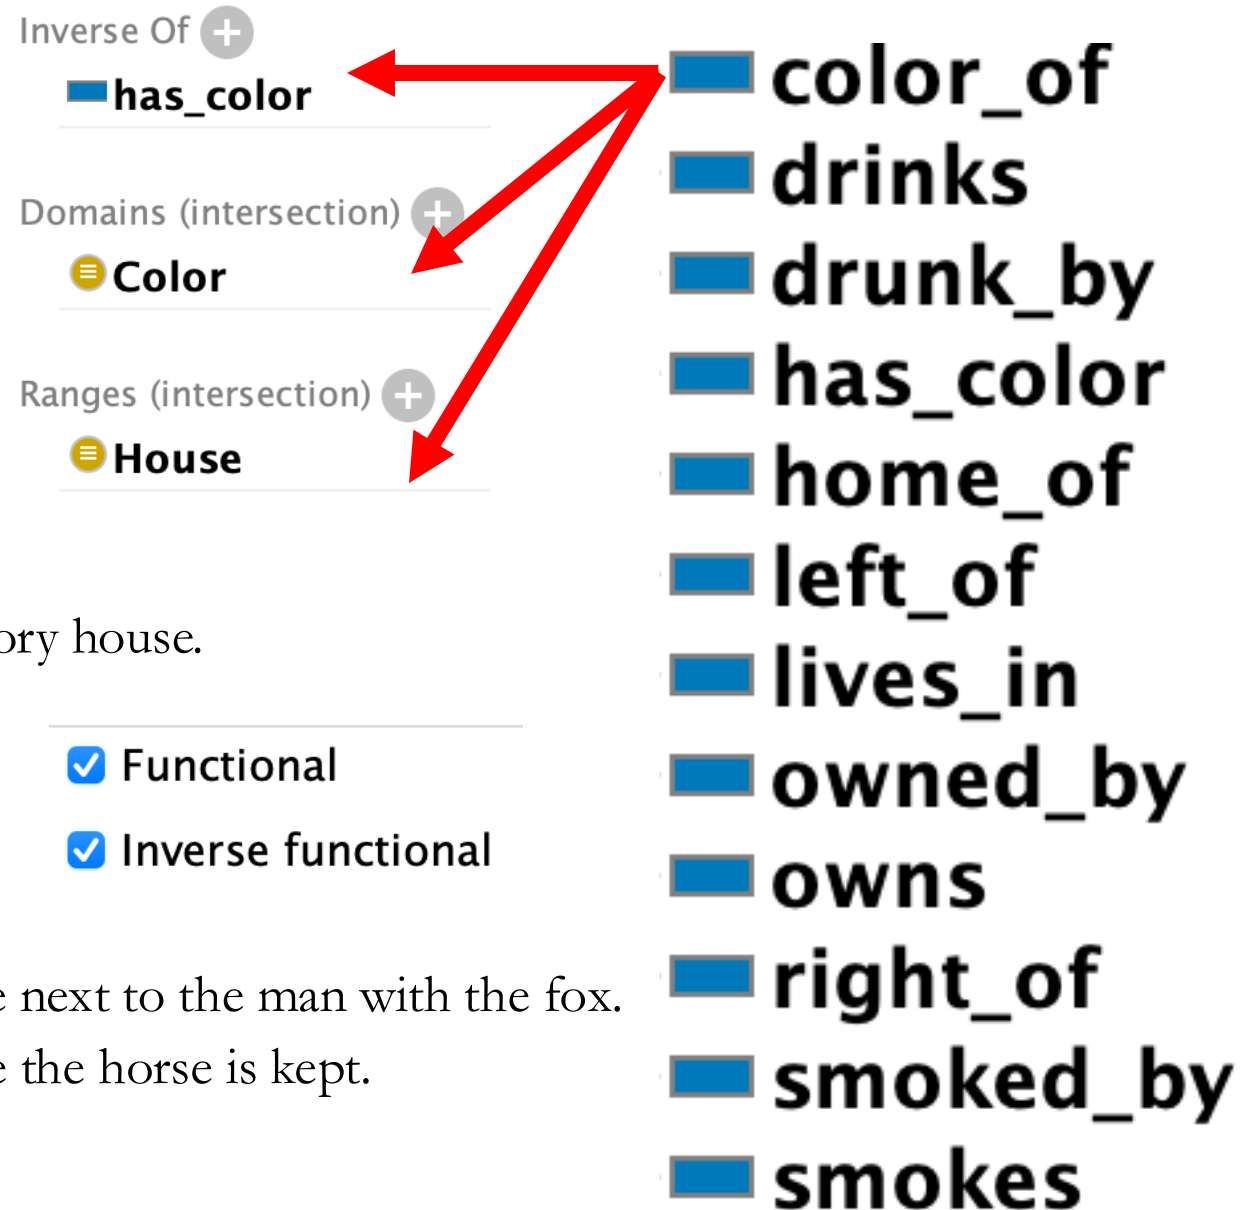 Inverse Of
has_color
Domains (intersection)
Color
Ranges (intersection)
House
ory house.
Functional
Inverse functional
e next to the man with the fox.
e the horse is kept.
color_of
drinks
drunk_by
has_color
home_of
left_of
lives_in
owned_by
owns
right_of
smoked_by
smokes